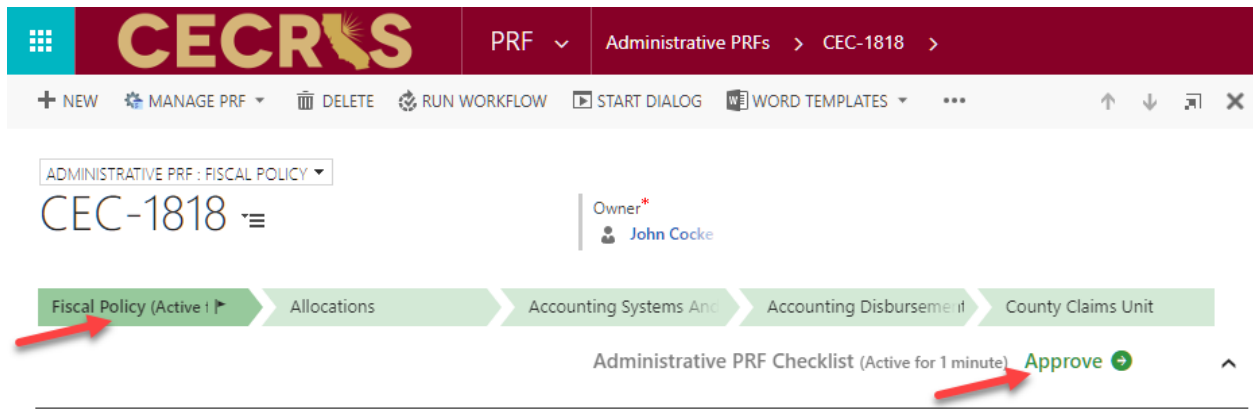 CECRIS PRF Administrative PRFs > CEC-1818 >
+ NEW MANAGE PRF DELETE RUN WORKFLOW START DIALOG WORD TEMPLATES •••
ADMINISTRATIVE PRF : FISCAL POLICY
CEC-1818
Owner*
John Cocke
Fiscal Policy (Active Allocations Accounting Systems And Accounting Disbursement County Claims Unit
Administrative PRF Checklist (Active for 1 minute) Approve